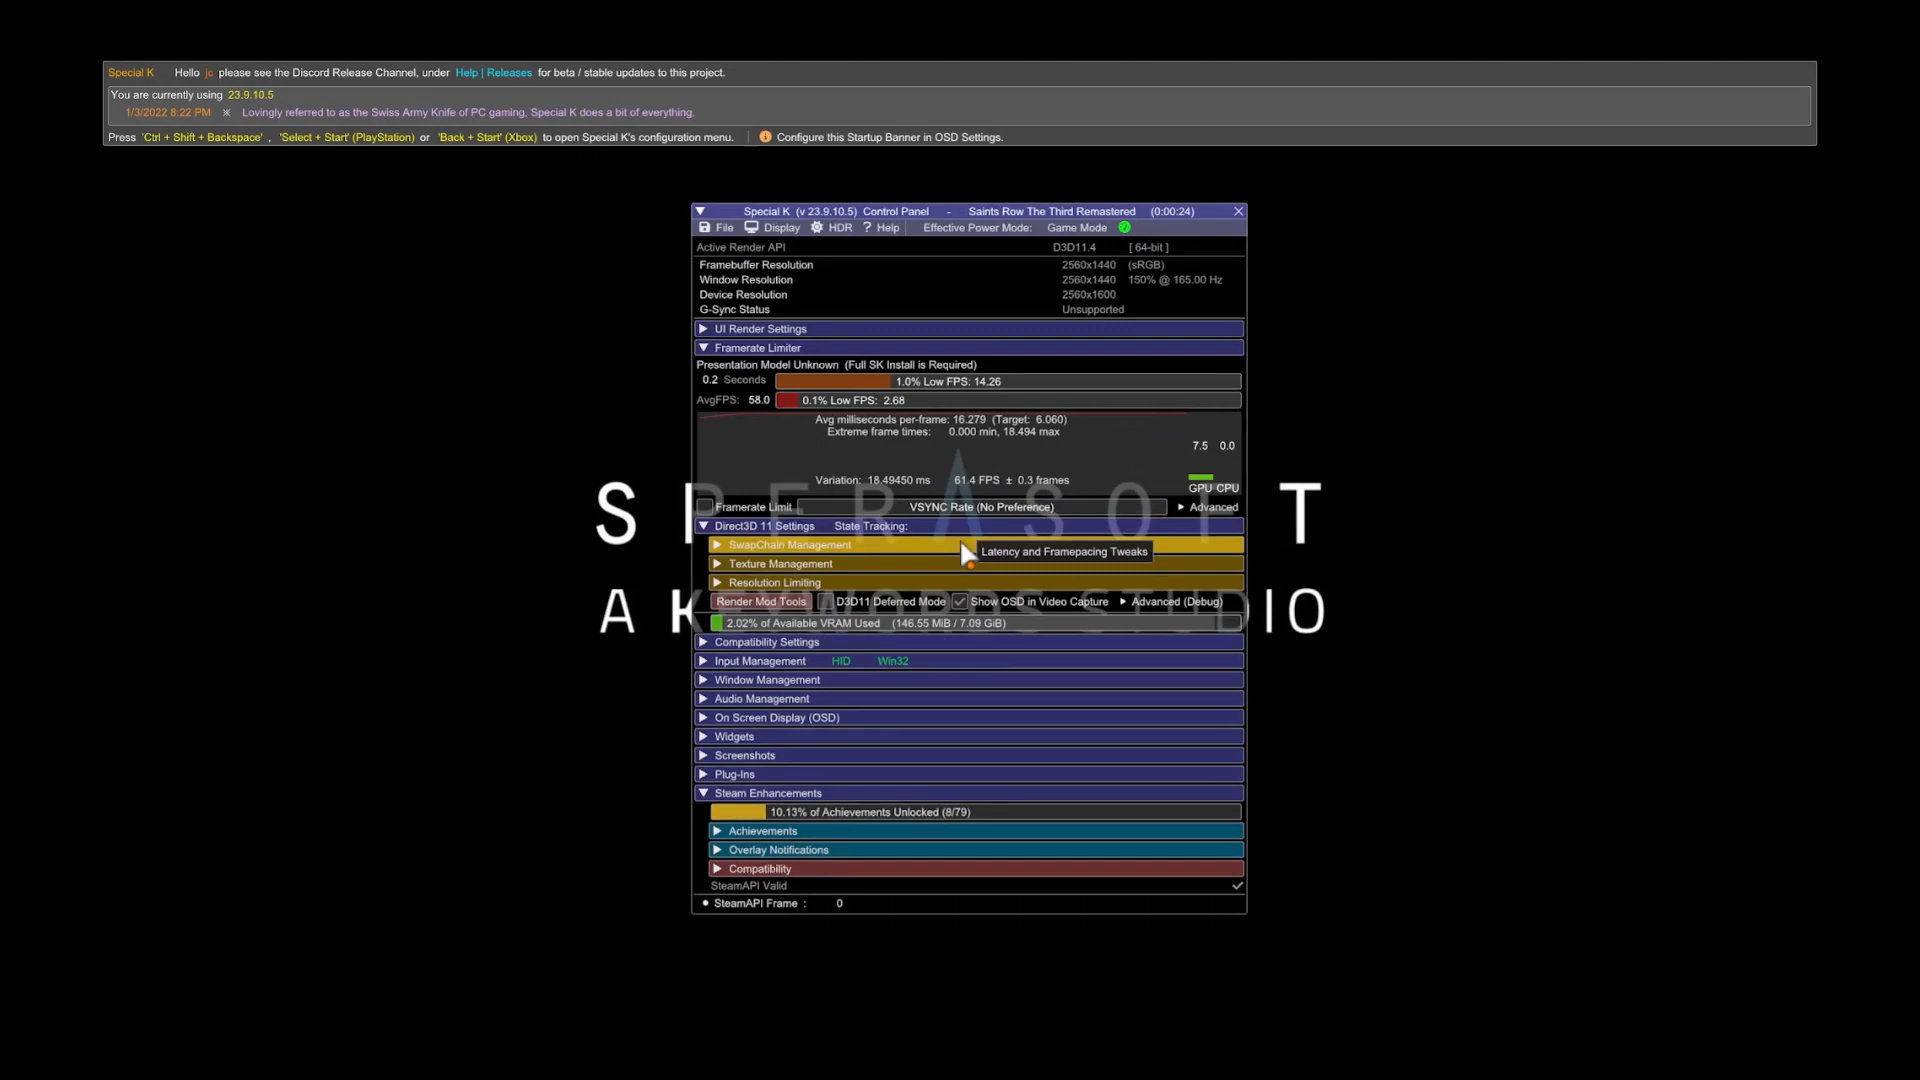 Special K Hello jc please see the Discord Release Channel, under Help | Releases for beta / stable updates to this project.
You are currently using 23.9.10.5
1/3/2022 8:22 PM ※ Lovingly referred to as the Swiss Army Knife of PC gaming, Special K does a bit of everything.
Press 'Ctrl + Shift + Backspace' , 'Select + Start' (PlayStation) or 'Back + Start' (Xbox) to open Special K's configuration menu. Configure this Startup Banner in OSD Settings.
Special K (v 23.9.10.5) Control Panel - Saints Row The Third Remastered (0:00:24)
File Display HDR ? Help Effective Power Mode: Game Mode
Active Render API D3D11.4 [ 64-bit ]
Framebuffer Resolution 2560x1440 (sRGB)
Window Resolution 2560x1440 150% @ 165.00 Hz
Device Resolution 2560x1600
G-Sync Status Unsupported
UI Render Settings
Framerate Limiter
Presentation Model Unknown (Full SK Install is Required)
0.2 Seconds 1.0% Low FPS: 14.26
AvgFPS: 58.0 0.1% Low FPS: 2.68
Avg milliseconds per-frame: 16.279 (Target: 6.060)
Extreme frame times: 0.000 min, 18.494 max
7.5 0.0
Variation: 18.49450 ms 61.4 FPS ± 0.3 frames
GPU CPU
Framerate Limit VSYNC Rate (No Preference) Advanced
SPERASOFT
Direct3D 11 Settings State Tracking:
SwapChain Management
Latency and Framepacing Tweaks
Texture Management
Resolution Limiting
Render Mod Tools D3D11 Deferred Mode Show OSD in Video Capture Advanced (Debug)
A KEYWORDS STUDIO
2.02% of Available VRAM Used (146.55 MiB / 7.09 GiB)
Compatibility Settings
Input Management HID Win32
Window Management
Audio Management
On Screen Display (OSD)
Widgets
Screenshots
Plug-Ins
Steam Enhancements
10.13% of Achievements Unlocked (8/79)
Achievements
Overlay Notifications
Compatibility
SteamAPI Valid
SteamAPI Frame : 0